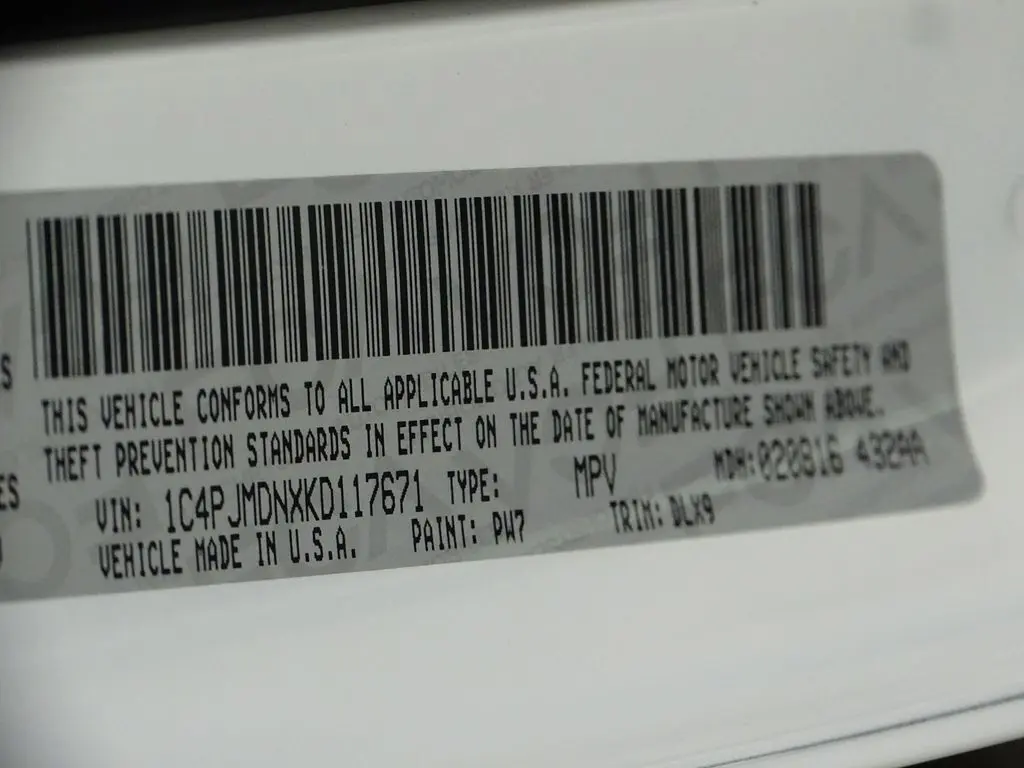 THIS VEHICLE CONFORMS TO ALL APPLICABLE U.S.A. FEDERAL MOTOR VEHICLE SAFETY AND
THEFT PREVENTION STANDARDS IN EFFECT ON THE DATE OF MANUFACTURE SHOWN ABOVE.
VIN: 1C4PJMDNXKD117671 TYPE: MPV MDH:020816 432AA
VEHICLE MADE IN U.S.A. PAINT: PW7 TRIM: DLX9